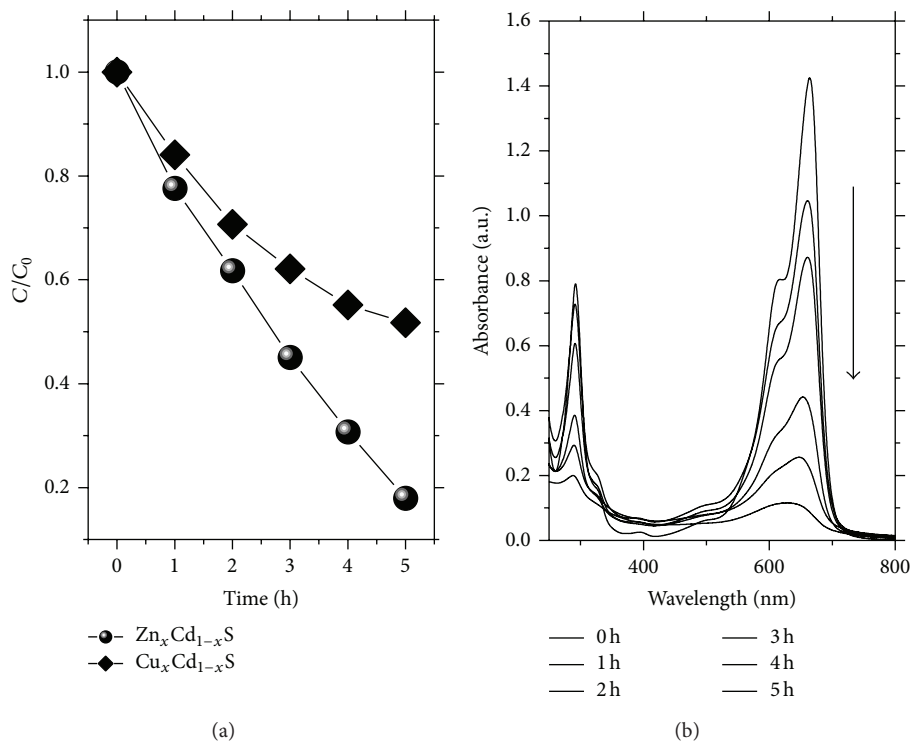 1.0
0.8
0.6
0.4
0.2
C/C₀
0 1 2 3 4 5
Time (h)
ZnₓCd₁₋ₓS
CuₓCd₁₋ₓS
(a)
1.6
1.4
1.2
1.0
0.8
0.6
0.4
0.2
0.0
Absorbance (a.u.)
400 600 800
Wavelength (nm)
0 h 3 h
1 h 4 h
2 h 5 h
(b)